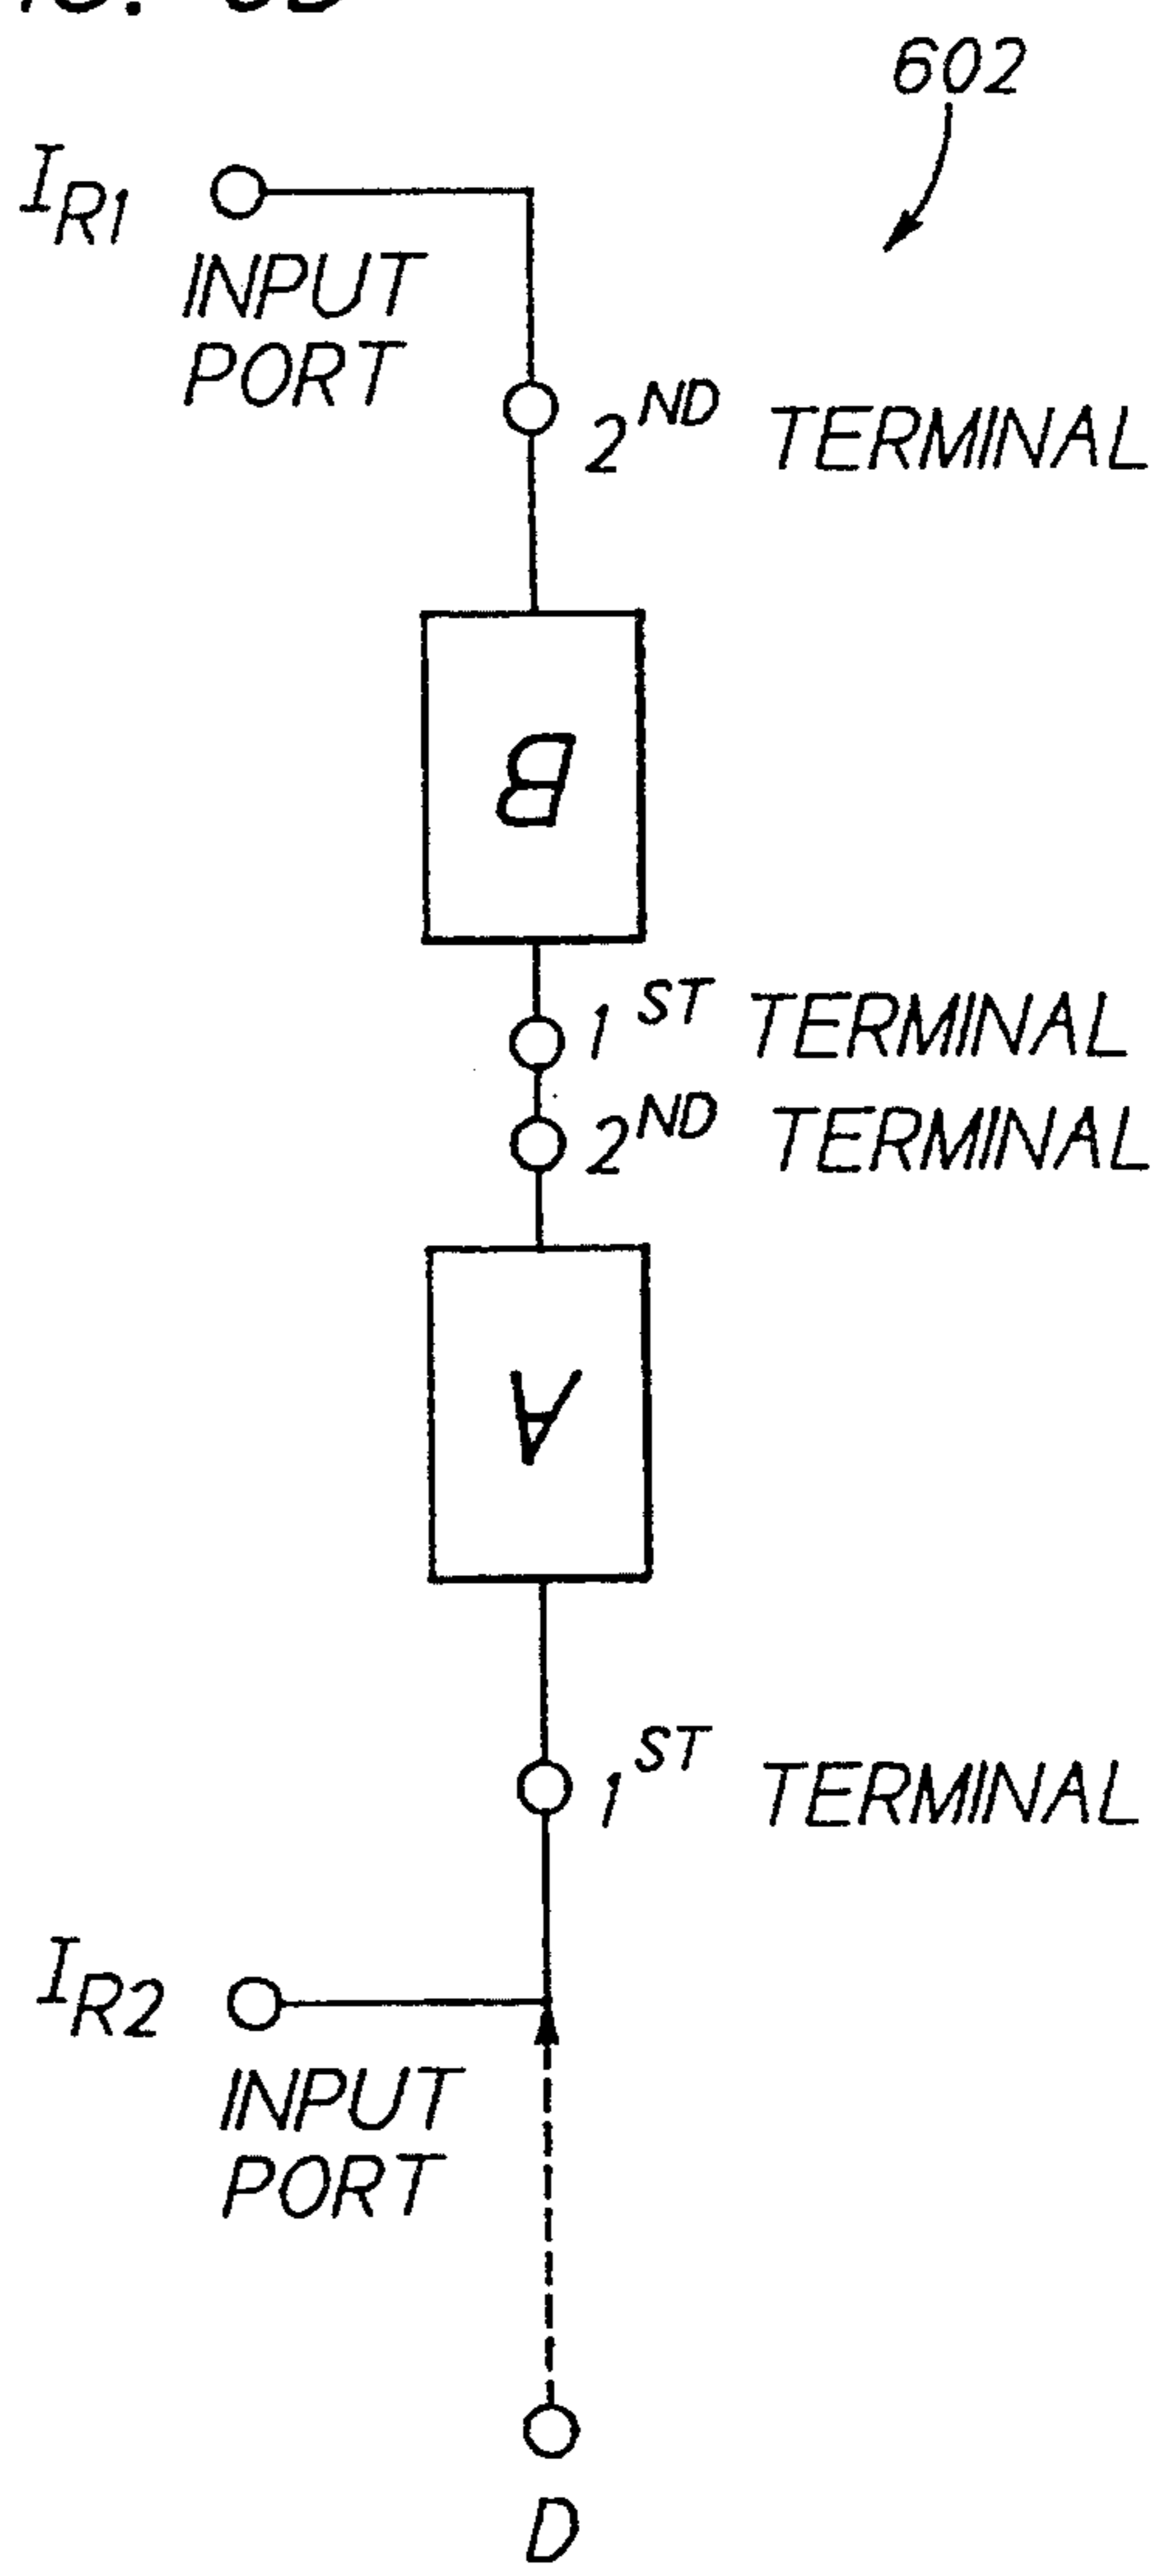 602
I_R1
INPUT
PORT
2^ND TERMINAL
B
1^ST TERMINAL
2^ND TERMINAL
A
1^ST TERMINAL
I_R2
INPUT
PORT
D